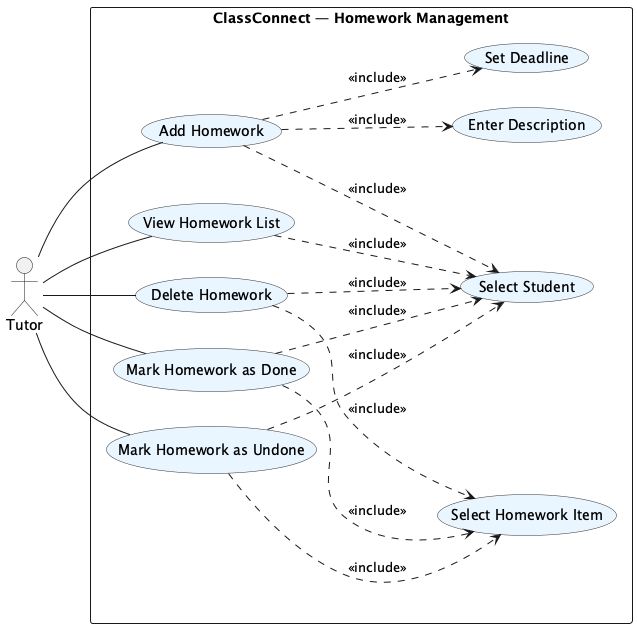 ClassConnect — Homework Management
Set Deadline
«include»
Enter Description
«include»
Add Homework
«include»
View Homework List
«include»
Select Student
«include»
Delete Homework
«include»
Tutor
Mark Homework as Done
«include»
«include»
Mark Homework as Undone
«include»
Select Homework Item
«include»